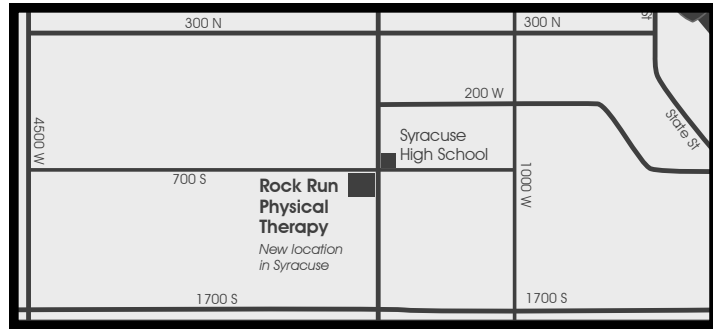 300 N
300 N
St
200 W
4500 W
State St
Syracuse
High School
700 S
1000 W
Rock Run
Physical
Therapy
New location
in Syracuse
1700 S
1700 S